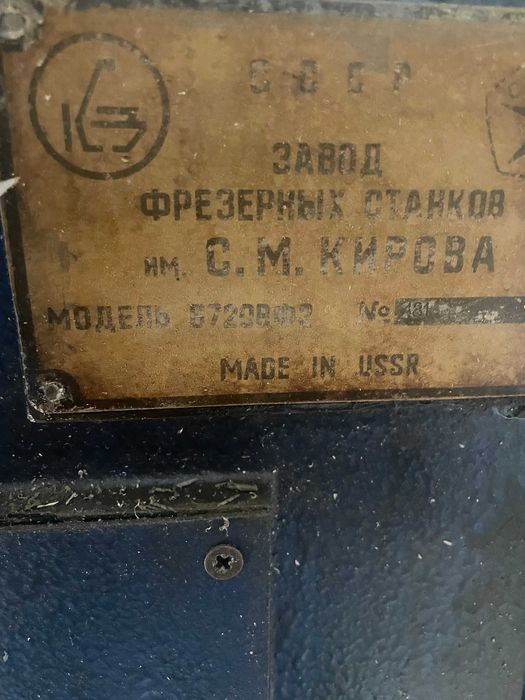 СССР
ЗАВОД
ФРЕЗЕРНЫХ СТАНКОВ
им. С.М. КИРОВА
МОДЕЛЬ 6720ВФ2 №
MADE IN USSR